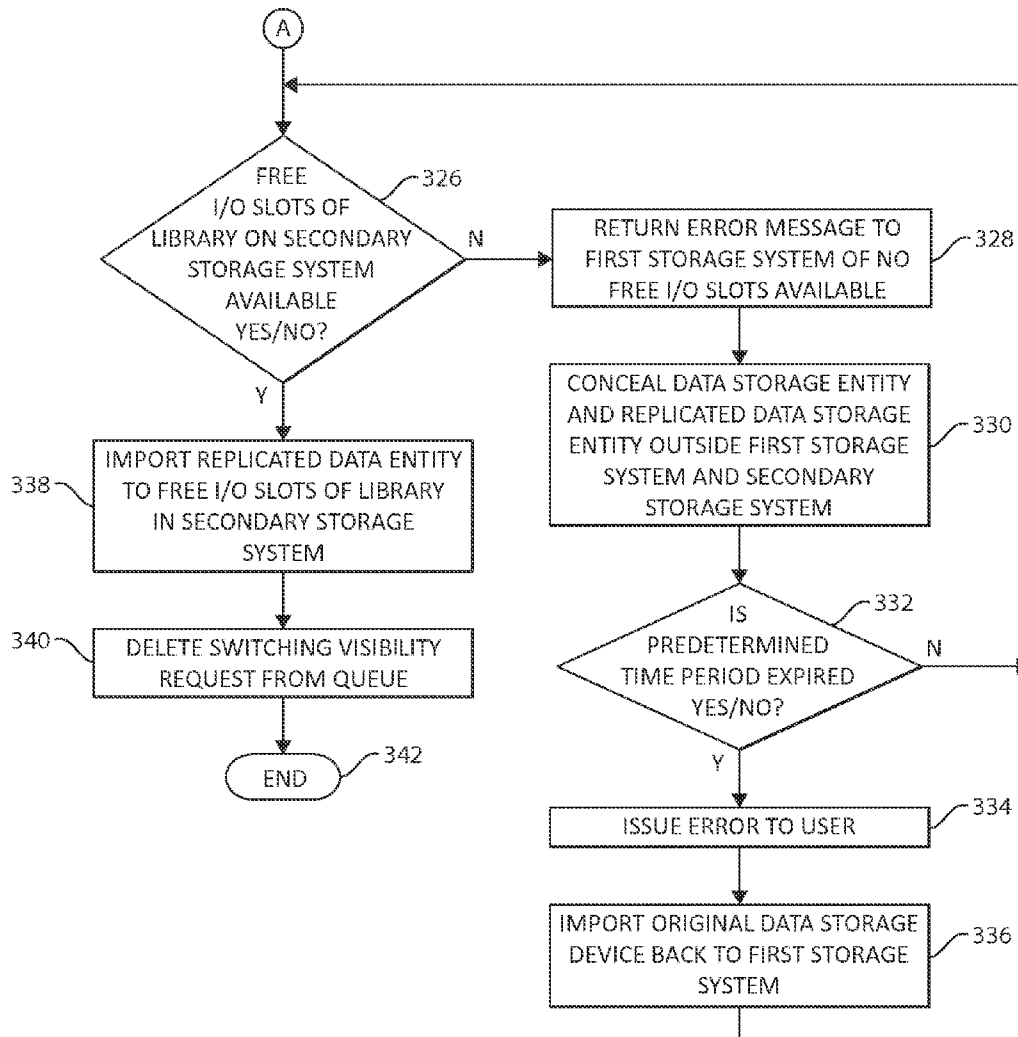 A
FREE
I/O SLOTS OF
LIBRARY ON SECONDARY
STORAGE SYSTEM
AVAILABLE
YES/NO?
326
N
Y
RETURN ERROR MESSAGE TO
FIRST STORAGE SYSTEM OF NO
FREE I/O SLOTS AVAILABLE
328
CONCEAL DATA STORAGE ENTITY
AND REPLICATED DATA STORAGE
ENTITY OUTSIDE FIRST STORAGE
SYSTEM AND SECONDARY
STORAGE SYSTEM
330
338
IMPORT REPLICATED DATA ENTITY
TO FREE I/O SLOTS OF LIBRARY
IN SECONDARY STORAGE
SYSTEM
340
DELETE SWITCHING VISIBILITY
REQUEST FROM QUEUE
END
342
IS
PREDETERMINED
TIME PERIOD EXPIRED
YES/NO?
332
N
Y
ISSUE ERROR TO USER
334
IMPORT ORIGINAL DATA STORAGE
DEVICE BACK TO FIRST STORAGE
SYSTEM
336